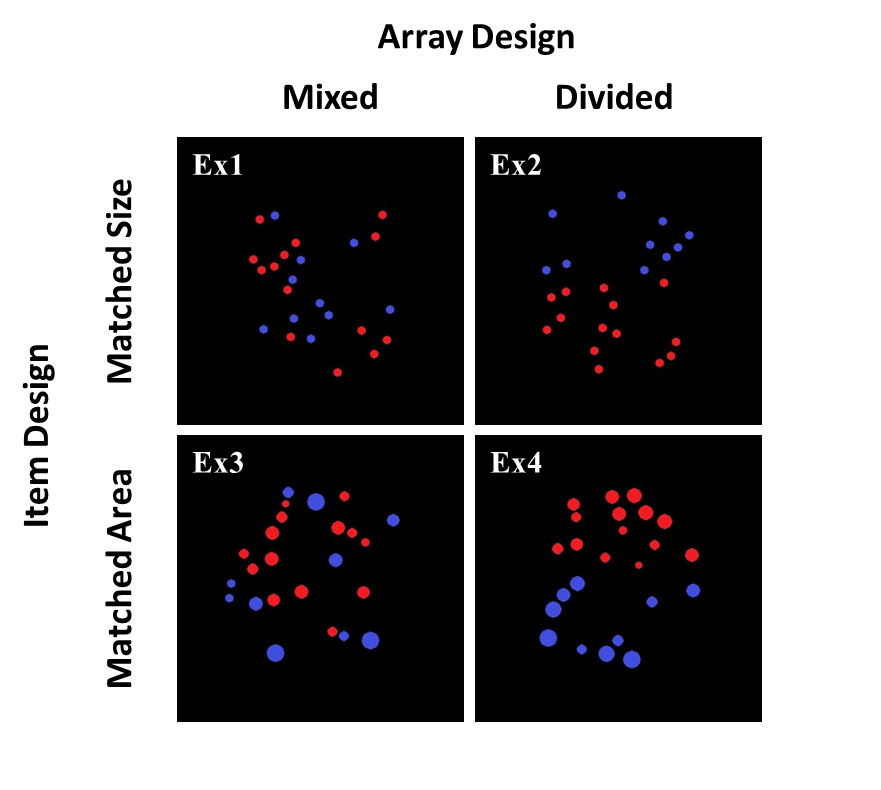 Array Design
Mixed
Divided
Item Design
Matched Size
Matched Area
Ex1
Ex2
Ex3
Ex4